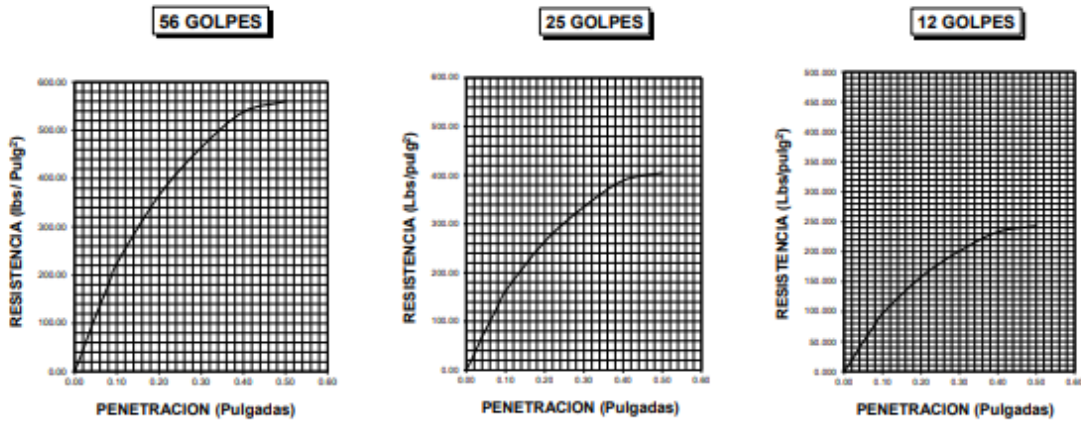 56 GOLPES
25 GOLPES
12 GOLPES
RESISTENCIA (lbs/ Pulg²)
600.00
500.00
400.00
300.00
200.00
100.00
0.00
0.00 0.10 0.20 0.30 0.40 0.50 0.60
PENETRACION (Pulgadas)
RESISTENCIA (Lbs/pulg²)
600.00
500.00
400.00
300.00
200.00
100.00
0.00
0.00 0.10 0.20 0.30 0.40 0.50 0.60
PENETRACION (Pulgadas)
RESISTENCIA (Lbs/pulg²)
500.000
450.000
400.000
350.000
300.000
250.000
200.000
150.000
100.000
50.000
0.000
0.00 0.10 0.20 0.30 0.40 0.50 0.60
PENETRACION (Pulgadas)